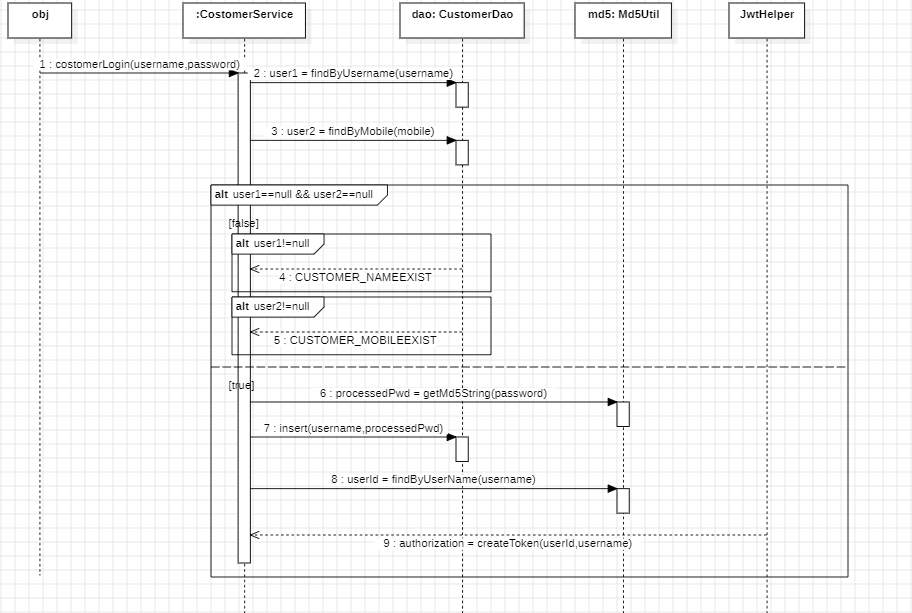 obj
:CostomerService
dao: CustomerDao
md5: Md5Util
JwtHelper
1 : costomerLogin(username,password)
2 : user1 = findByUsername(username)
3 : user2 = findByMobile(mobile)
alt user1==null && user2==null
[false]
alt user1!=null
4 : CUSTOMER_NAMEEXIST
alt user2!=null
5 : CUSTOMER_MOBILEEXIST
[true]
6 : processedPwd = getMd5String(password)
7 : insert(username,processedPwd)
8 : userId = findByUserName(username)
9 : authorization = createToken(userId,username)